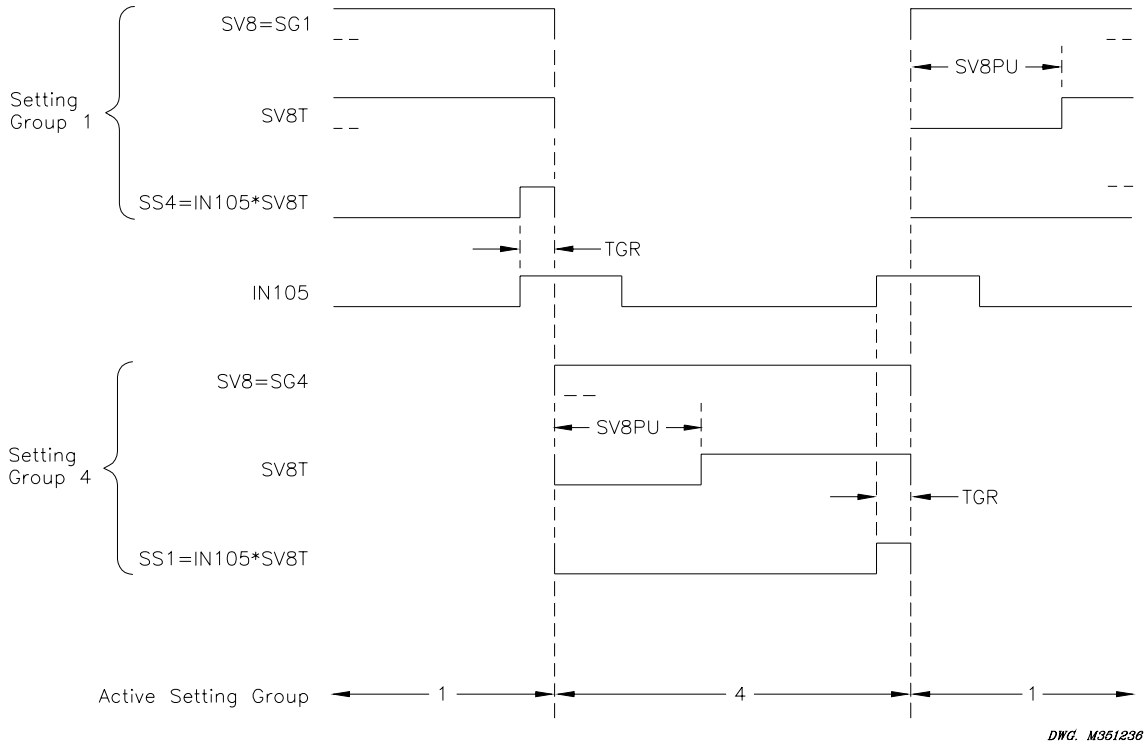 SV8=SG1
SV8PU
Setting
Group 1
SV8T
SS4=IN105*SV8T
TGR
IN105
SV8=SG4
SV8PU
Setting
Group 4
SV8T
TGR
SS1=IN105*SV8T
Active Setting Group 1 4 1
DWG. M351236